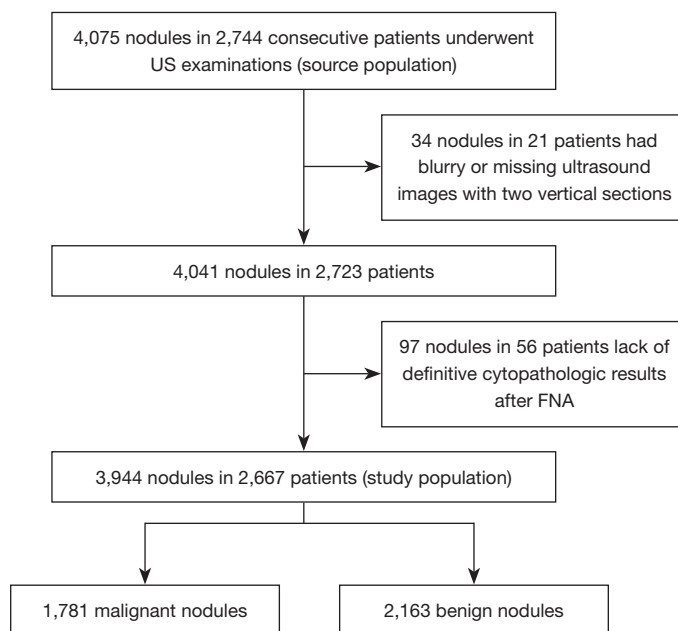 4,075 nodules in 2,744 consecutive patients underwent
US examinations (source population)
34 nodules in 21 patients had
blurry or missing ultrasound
images with two vertical sections
4,041 nodules in 2,723 patients
97 nodules in 56 patients lack of
definitive cytopathologic results
after FNA
3,944 nodules in 2,667 patients (study population)
1,781 malignant nodules
2,163 benign nodules